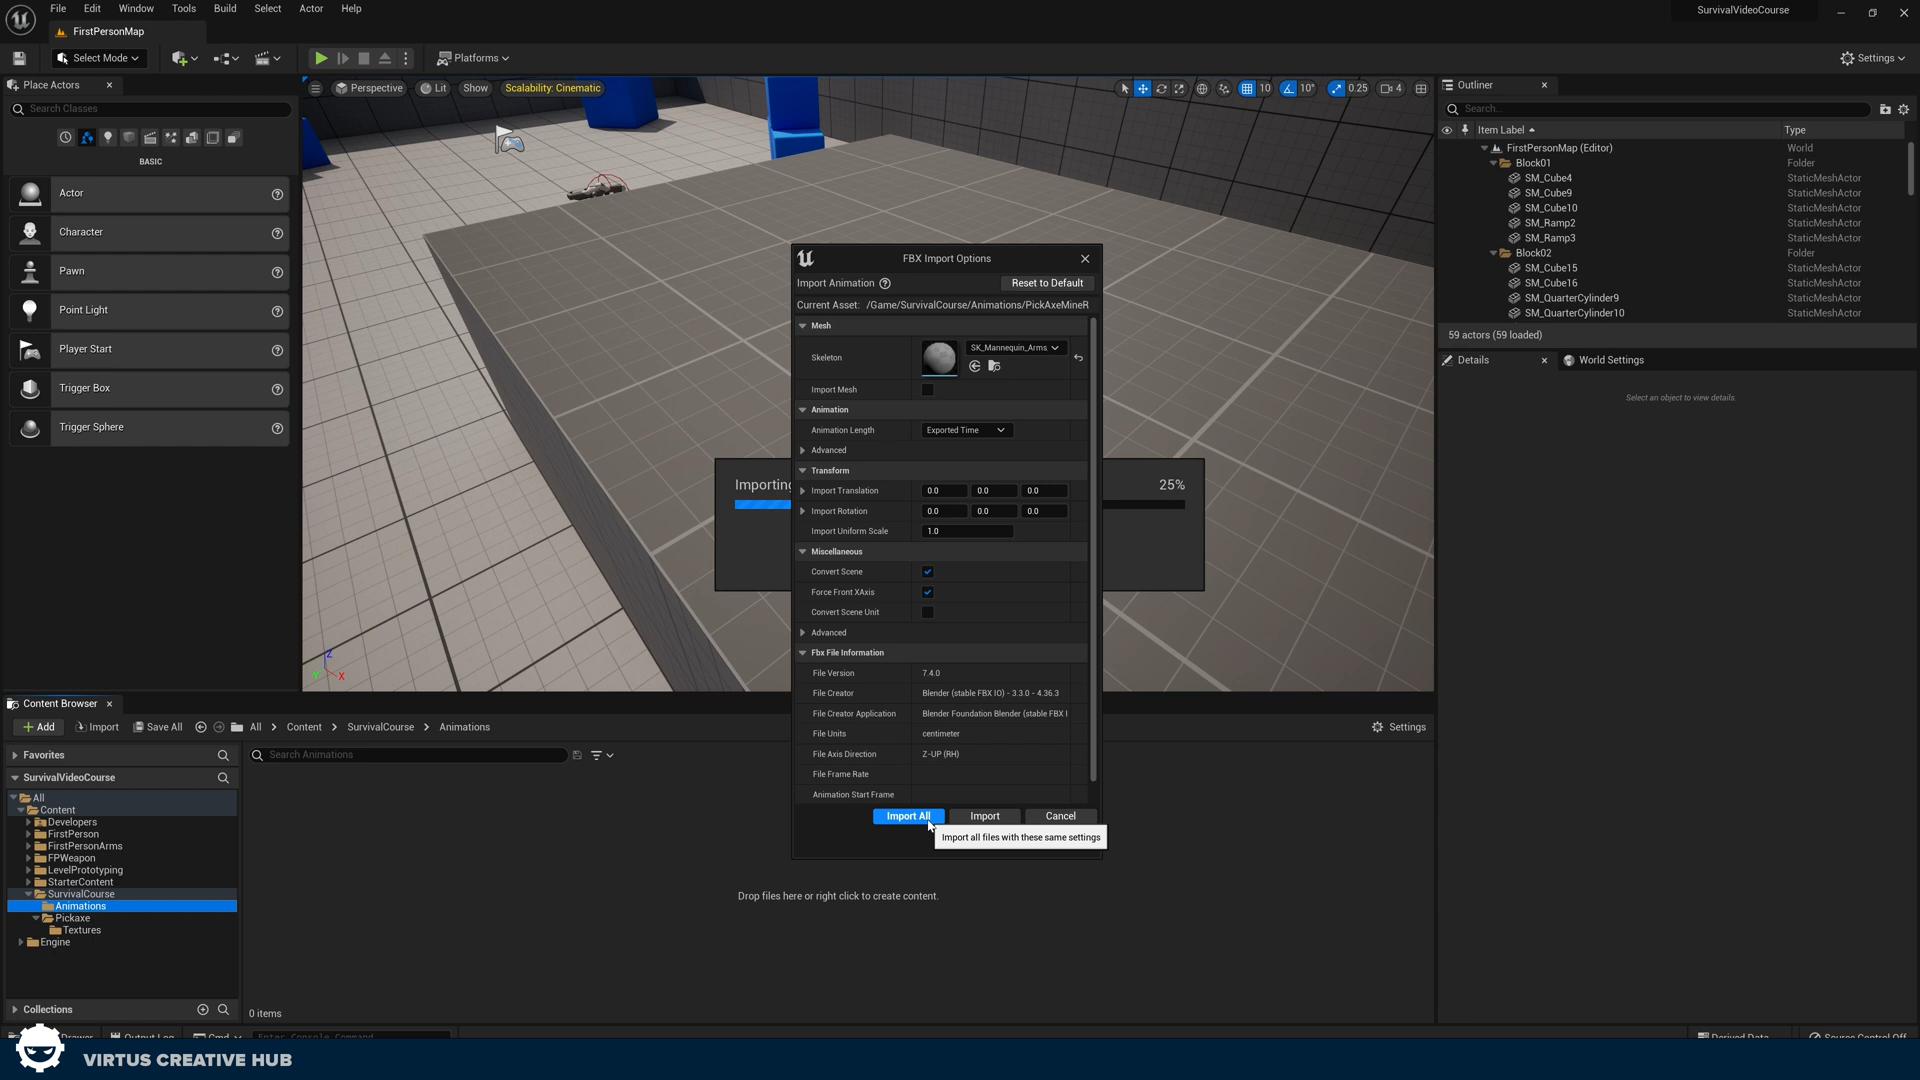 File Edit Window Tools Build Select Actor Help
SurvivalVideoCourse
FirstPersonMap
Select Mode
Platforms
Settings
Place Actors
Search Classes
BASIC
Actor
Character
Pawn
Point Light
Player Start
Trigger Box
Trigger Sphere
Perspective Lit Show Scalability: Cinematic
10 10° 0.25 4
Z
Y X
Importing
25%
FBX Import Options
Import Animation
Reset to Default
Current Asset: /Game/SurvivalCourse/Animations/PickAxeMineR
Mesh
Skeleton
SK_Mannequin_Arms
Import Mesh
Animation
Animation Length Exported Time
Advanced
Transform
Import Translation 0.0 0.0 0.0
Import Rotation 0.0 0.0 0.0
Import Uniform Scale 1.0
Miscellaneous
Convert Scene
Force Front XAxis
Convert Scene Unit
Advanced
Fbx File Information
File Version 7.4.0
File Creator Blender (stable FBX IO) - 3.3.0 - 4.36.3
File Creator Application Blender Foundation Blender (stable FBX I
File Units centimeter
File Axis Direction Z-UP (RH)
File Frame Rate
Animation Start Frame
Import All Import Cancel
Import all files with these same settings
Outliner
Search...
Item Label Type
FirstPersonMap (Editor) World
Block01 Folder
SM_Cube4 StaticMeshActor
SM_Cube9 StaticMeshActor
SM_Cube10 StaticMeshActor
SM_Ramp2 StaticMeshActor
SM_Ramp3 StaticMeshActor
Block02 Folder
SM_Cube15 StaticMeshActor
SM_Cube16 StaticMeshActor
SM_QuarterCylinder9 StaticMeshActor
SM_QuarterCylinder10 StaticMeshActor
59 actors (59 loaded)
Details World Settings
Select an object to view details.
Content Browser
Add Import Save All All Content SurvivalCourse Animations
Settings
Favorites
Search Animations
SurvivalVideoCourse
All
Content
Developers
FirstPerson
FirstPersonArms
FPWeapon
LevelPrototyping
StarterContent
SurvivalCourse
Animations
Pickaxe
Textures
Engine
Collections
Drop files here or right click to create content.
0 items
Drawer Output Log Cmd Enter Console Command
Derived Data Source Control Off
VIRTUS CREATIVE HUB